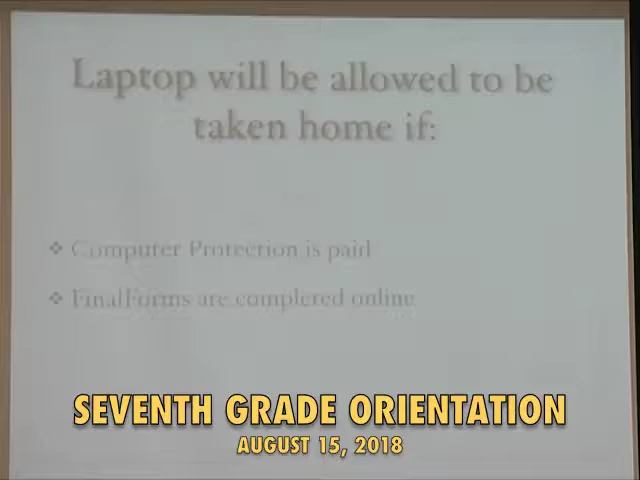 Laptop will be allowed to be
taken home if:
❖ Computer Protection is paid
❖ FinalForms are completed online
SEVENTH GRADE ORIENTATION
AUGUST 15, 2018